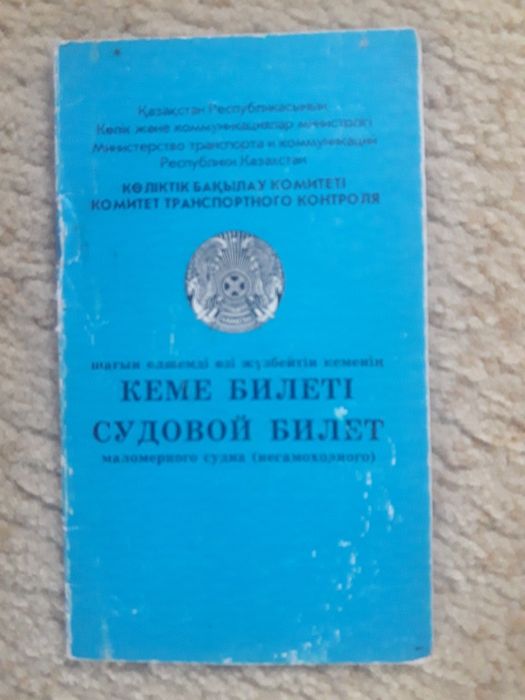 Қазақстан Республикасының
Көлік және коммуникациялар министрлігі
Министерство транспорта и коммуникации
Республики Казахстан
КӨЛІКТІК БАҚЫЛАУ КОМИТЕТІ
КОМИТЕТ ТРАНСПОРТНОГО КОНТРОЛЯ
шағын өлшемді өзі жүзбейтін кеменің
КЕМЕ БИЛЕТІ
СУДОВОЙ БИЛЕТ
маломерного судна (несамоходного)